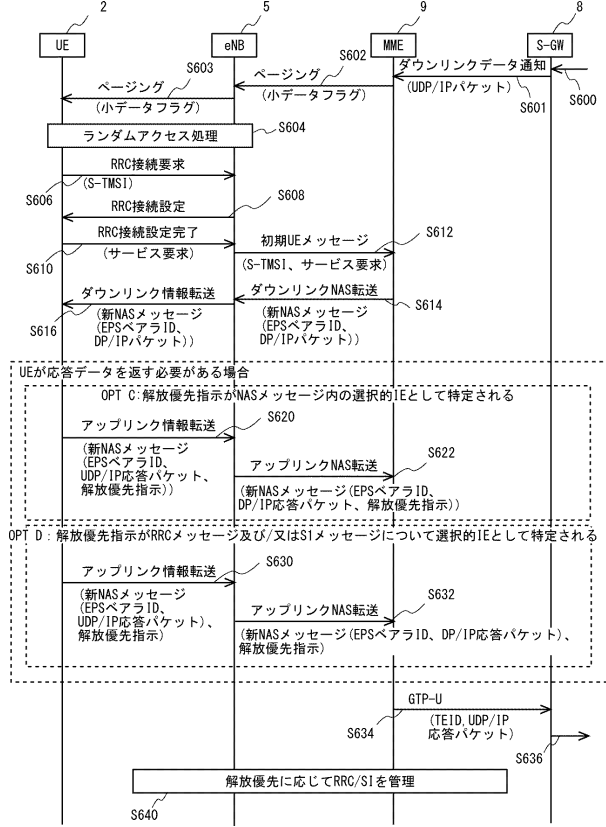 2
5
9
8
UE
eNB
MME
S-GW
ダウンリンクデータ通知
(UDP/IPパケット)
S600
S601
S602
ページング
(小データフラグ)
S603
ページング
(小データフラグ)
ランダムアクセス処理
S604
RRC接続要求
(S-TMSI)
S606
RRC接続設定
S608
RRC接続設定完了
(サービス要求)
S610
初期UEメッセージ
(S-TMSI、サービス要求)
S612
ダウンリンク情報転送
(新NASメッセージ
(EPSベアラID、
DP/IPパケット))
S616
ダウンリンクNAS転送
(新NASメッセージ
(EPSベアラID、
DP/IPパケット))
S614
UEが応答データを返す必要がある場合
OPT C:解放優先指示がNASメッセージ内の選択的IEとして特定される
アップリンク情報転送
S620
(新NASメッセージ
(EPSベアラID、
UDP/IP応答パケット、
解放優先指示))
アップリンクNAS転送
S622
(新NASメッセージ(EPSベアラID、
DP/IP応答パケット、解放優先指示))
OPT D：解放優先指示がRRCメッセージ及び/又はS1メッセージについて選択的IEとして特定される
アップリンク情報転送
S630
(新NASメッセージ
(EPSベアラID、
UDP/IP応答パケット)、
解放優先指示)
アップリンクNAS転送
S632
(新NASメッセージ(EPSベアラID、DP/IP応答パケット)、
解放優先指示)
GTP-U
S634
(TEID,UDP/IP
応答パケット)
S636
解放優先に応じてRRC/SIを管理
S640